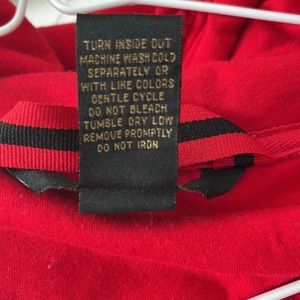 TURN INSIDE OUT
MACHINE WASH COLD
SEPARATELY OR
WITH LIKE COLORS
GENTLE CYCLE
DO NOT BLEACH
TUMBLE DRY LOW
REMOVE PROMPTLY
DO NOT IRON